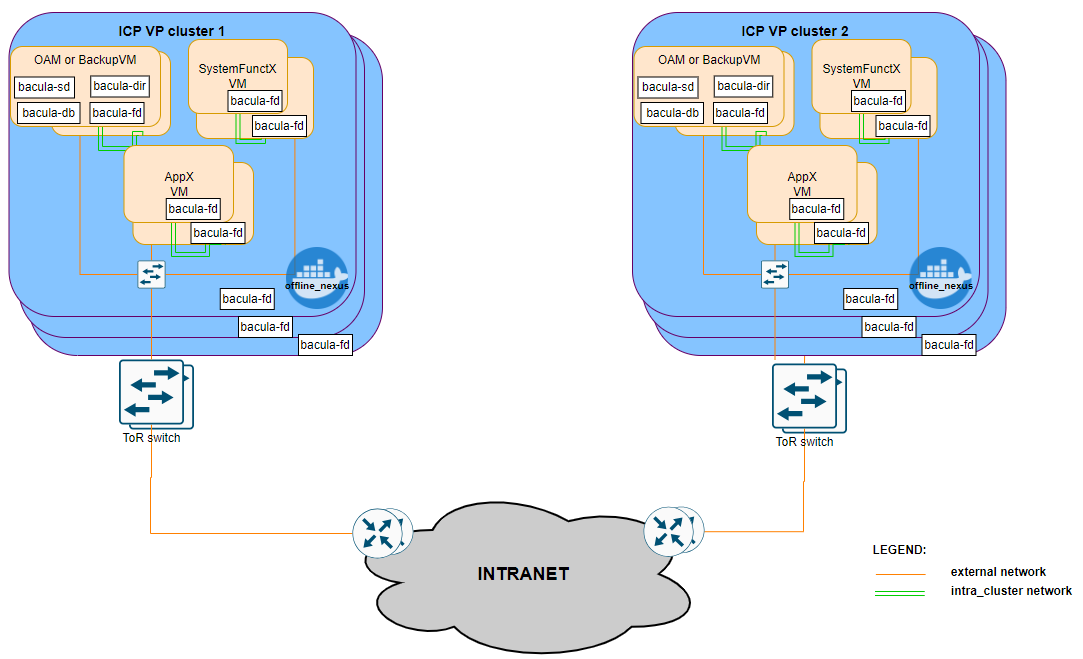 ICP VP cluster 1
OAM or BackupVM
bacula-sd
bacula-dir
bacula-db
bacula-fd
SystemFunctX
VM
bacula-fd
bacula-fd
AppX
VM
bacula-fd
bacula-fd
offline_nexus
bacula-fd
bacula-fd
bacula-fd
ToR switch
ICP VP cluster 2
OAM or BackupVM
bacula-sd
bacula-dir
bacula-db
bacula-fd
SystemFunctX
VM
bacula-fd
bacula-fd
AppX
VM
bacula-fd
bacula-fd
offline_nexus
bacula-fd
bacula-fd
bacula-fd
ToR switch
INTRANET
LEGEND:
external network
intra_cluster network